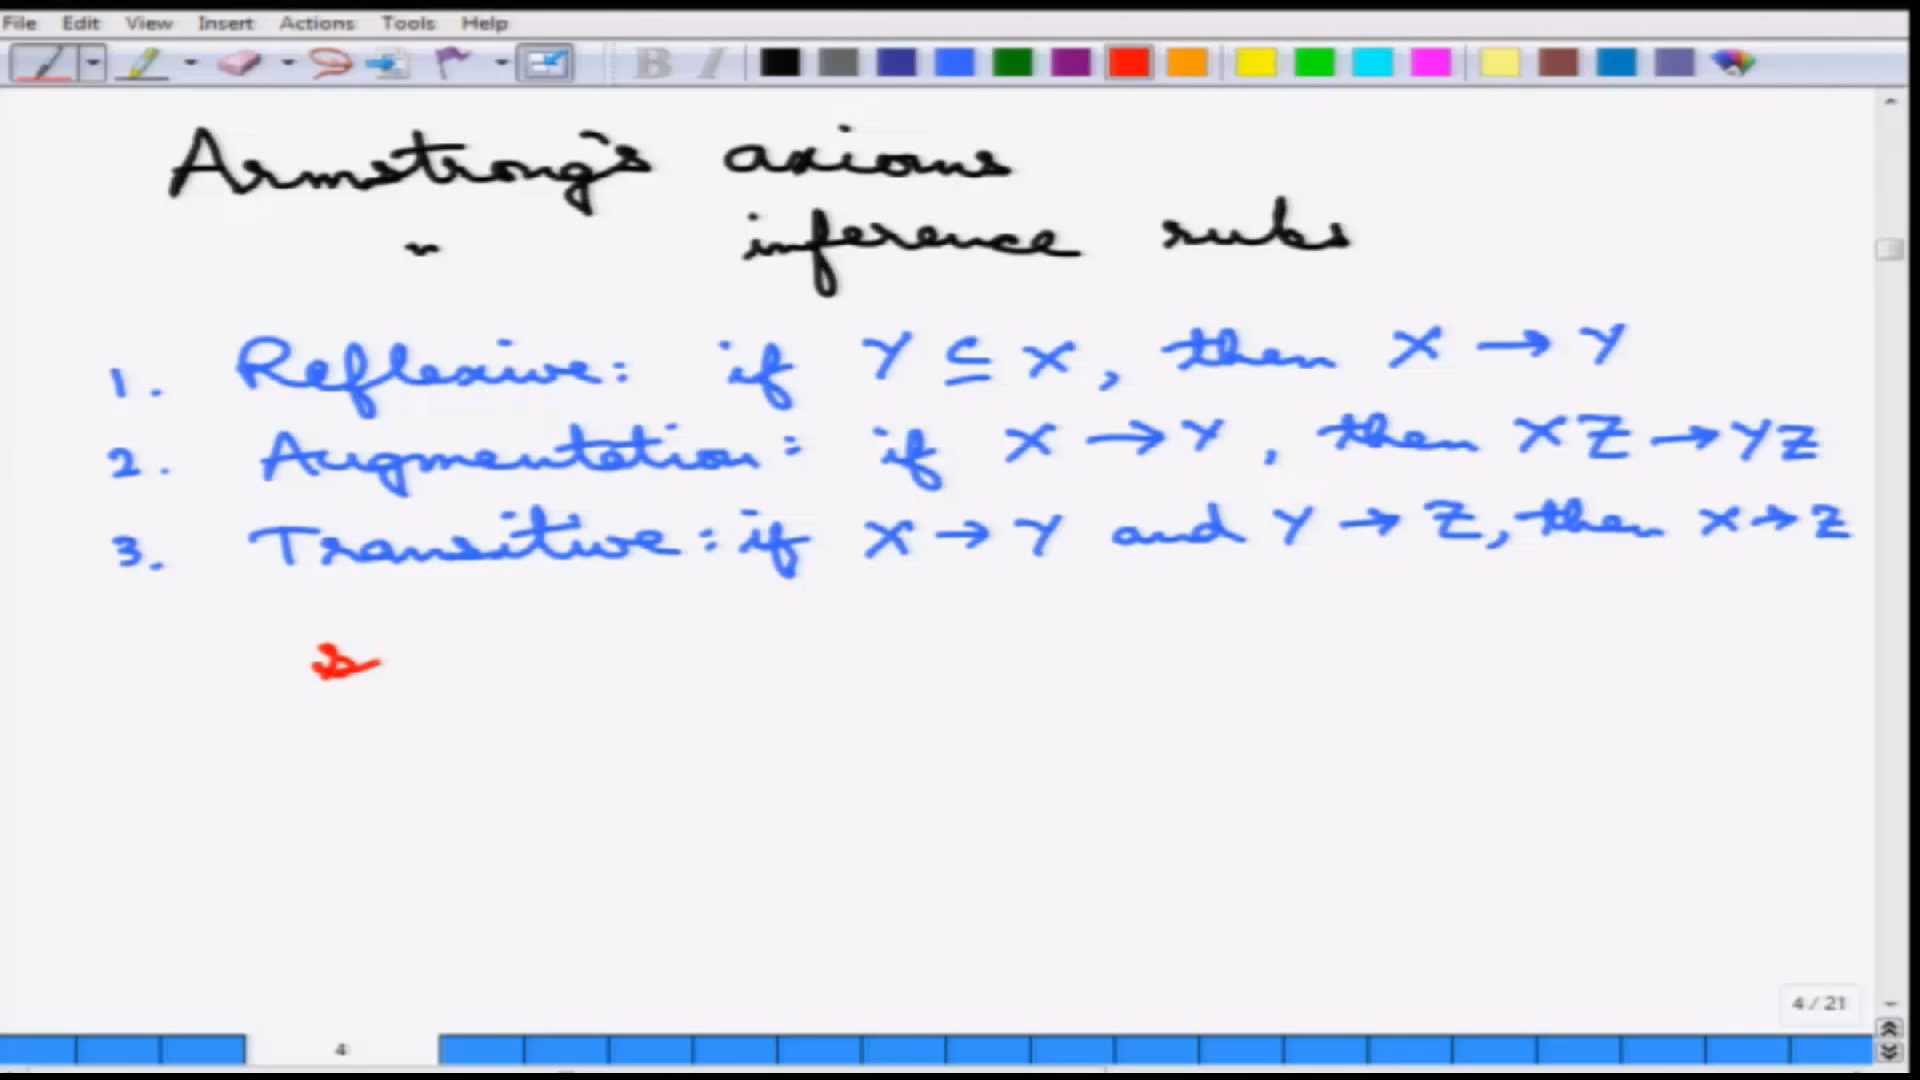 File Edit View Insert Actions Tools Help
B I
Armstrong's axioms
" inference rules
1. Reflexive: if Y ⊆ X, then X → Y
2. Augmentation: if X → Y, then XZ → YZ
3. Transitive: if X → Y and Y → Z, then X → Z
s
4 / 21
4